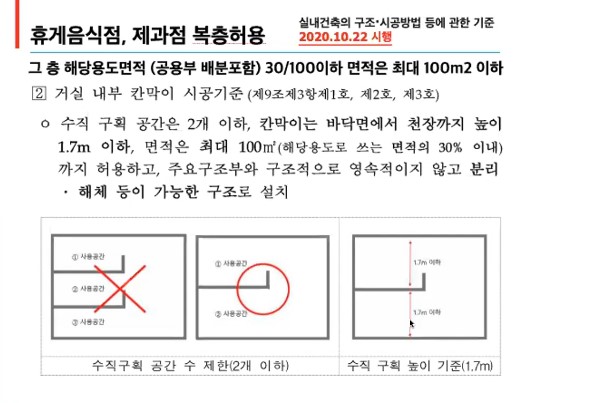 휴게음식점, 제과점 복층허용
실내건축의 구조·시공방법 등에 관한 기준
2020.10.22 시행
그 층 해당용도면적 (공용부 배분포함) 30/100이하 면적은 최대 100m2 이하
② 거실 내부 칸막이 시공기준 (제9조제3항제1호, 제2호, 제3호)
ㅇ 수직 구획 공간은 2개 이하, 칸막이는 바닥면에서 천장까지 높이
1.7m 이하, 면적은 최대 100㎡(해당용도로 쓰는 면적의 30% 이내)
까지 허용하고, 주요구조부와 구조적으로 영속적이지 않고 분리
· 해체 등이 가능한 구조로 설치
① 사용공간
② 사용공간
③ 사용공간
① 사용공간
② 사용공간
1.7m 이하
1.7m 이하
수직구획 공간 수 제한(2개 이하)
수직 구획 높이 기준(1.7m)